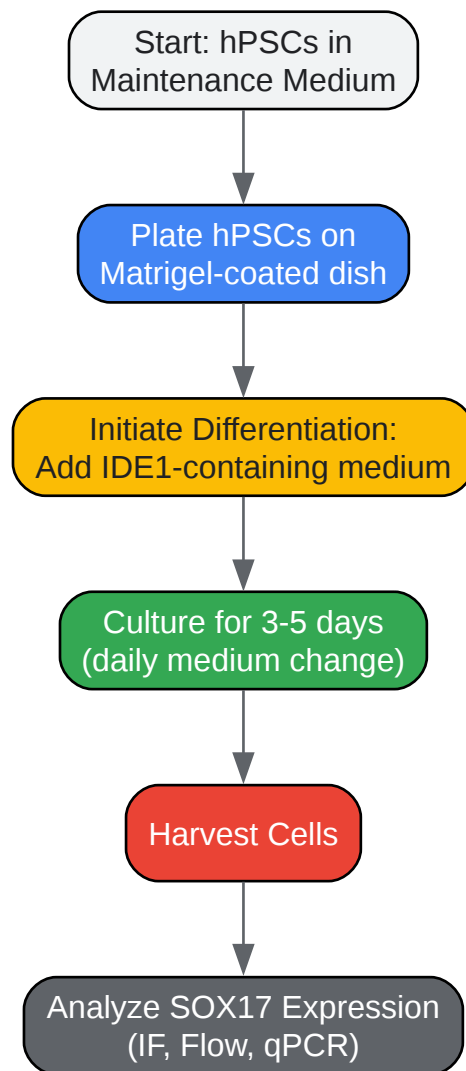 Start: hPSCs in
Maintenance Medium
Plate hPSCs on
Matrigel-coated dish
Initiate Differentiation:
Add IDE1-containing medium
Culture for 3-5 days
(daily medium change)
Harvest Cells
Analyze SOX17 Expression
(IF, Flow, qPCR)